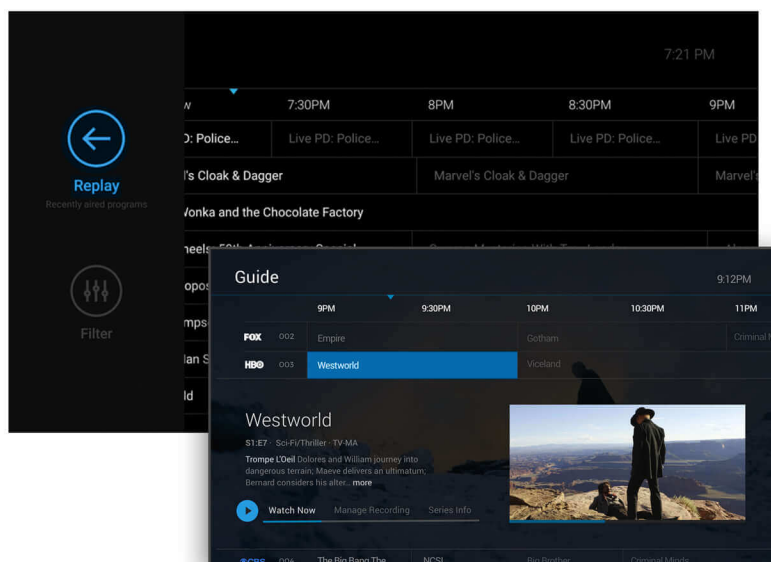 7:21 PM
7:30PM 8PM 8:30PM 9PM
D: Police... Live PD: Police... Live PD: Police... Live PD: Police... Live PD
l's Cloak & Dagger Marvel's Cloak & Dagger Marvel's
Replay
Recently aired programs
Vonka and the Chocolate Factory
Filter
Guide 9:12PM
9PM 9:30PM 10PM 10:30PM 11PM
FOX 002 Empire Gotham Criminal
HBO 003 Westworld Viceland
Westworld
S1:E7 · Sci-Fi/Thriller · TV-MA
Trompe L'Oeil Dolores and William journey into
dangerous terrain; Maeve delivers an ultimatum;
Bernard considers his alter... more
Watch Now Manage Recording Series Info
CBS 004 The Big Bang The NCSI Big Brother Criminal Minds